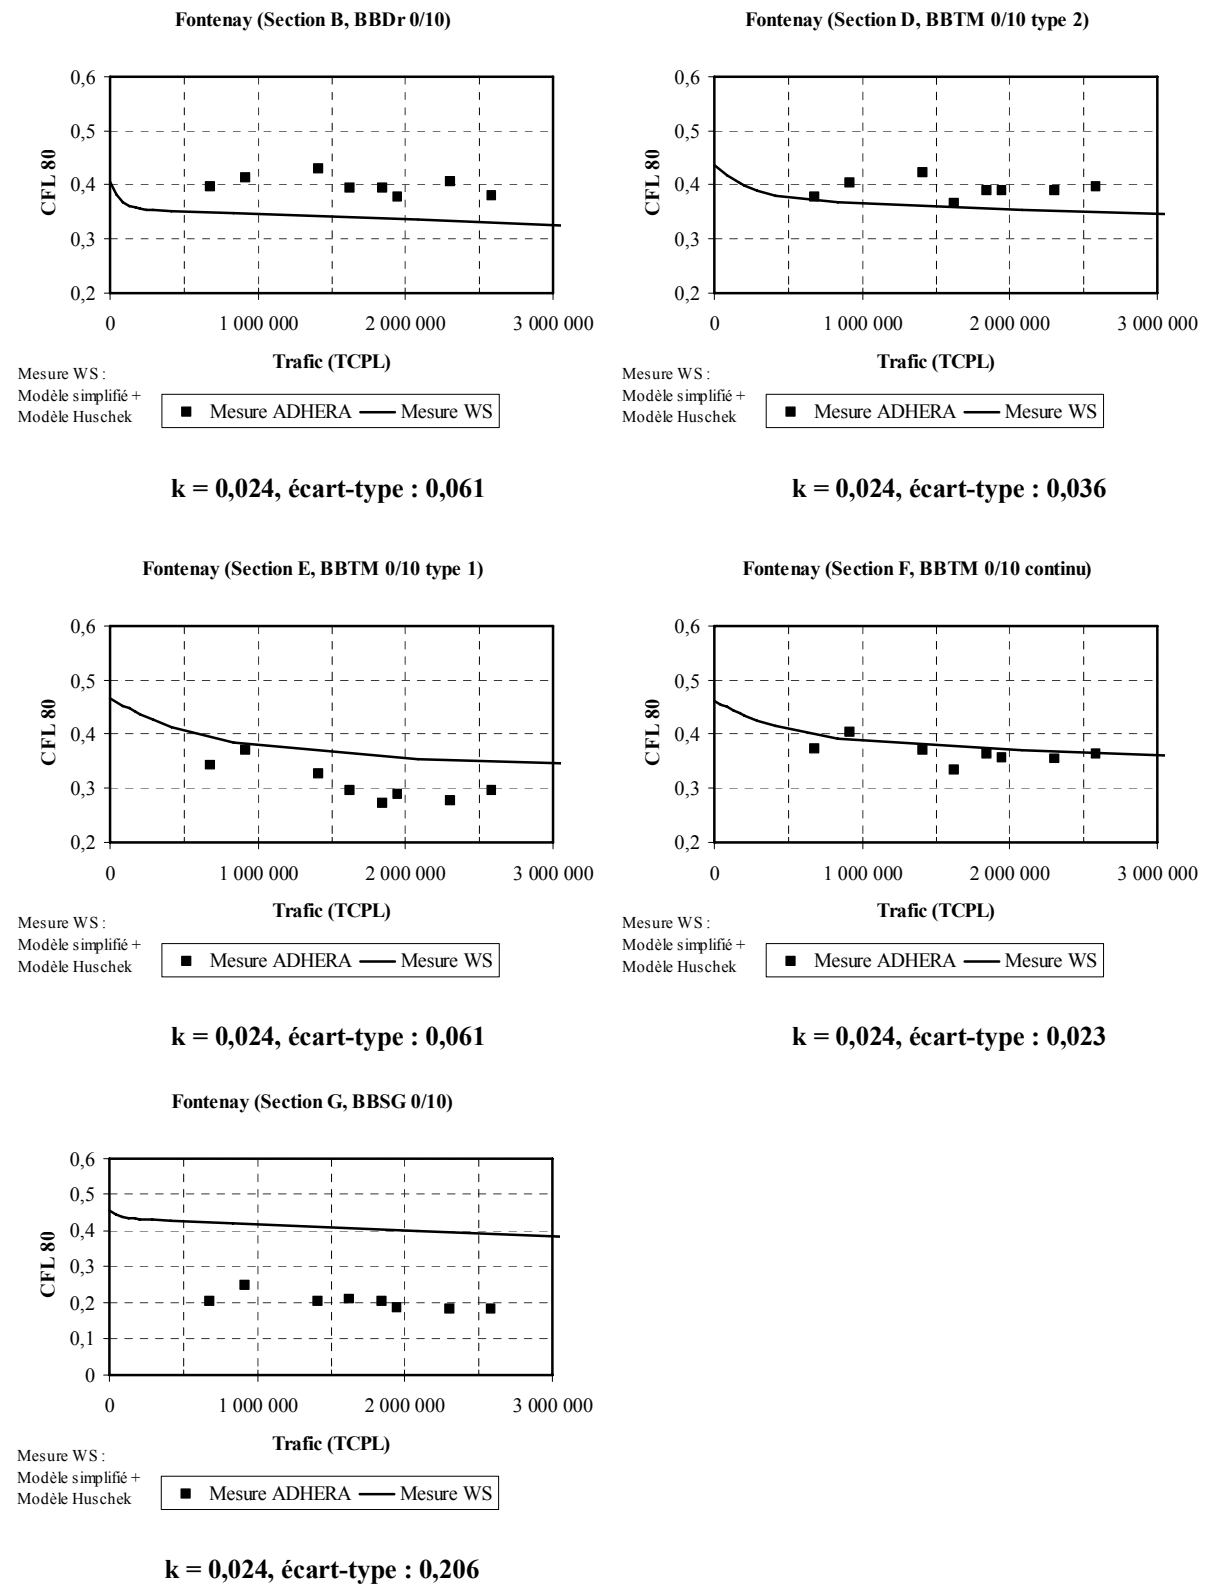 Fontenay (Section B, BBDr 0/10)
0,6
0,5
0,4
0,3
0,2
CFL 80
0 1 000 000 2 000 000 3 000 000
Trafic (TCPL)
Mesure WS :
Modèle simplifié +
Modèle Huschek
Mesure ADHERA Mesure WS
k = 0,024, écart-type : 0,061
Fontenay (Section D, BBTM 0/10 type 2)
0,6
0,5
0,4
0,3
0,2
CFL 80
0 1 000 000 2 000 000 3 000 000
Trafic (TCPL)
Mesure WS :
Modèle simplifié +
Modèle Huschek
Mesure ADHERA Mesure WS
k = 0,024, écart-type : 0,036
Fontenay (Section E, BBTM 0/10 type 1)
0,6
0,5
0,4
0,3
0,2
CFL 80
0 1 000 000 2 000 000 3 000 000
Trafic (TCPL)
Mesure WS :
Modèle simplifié +
Modèle Huschek
Mesure ADHERA Mesure WS
k = 0,024, écart-type : 0,061
Fontenay (Section F, BBTM 0/10 continu)
0,6
0,5
0,4
0,3
0,2
CFL 80
0 1 000 000 2 000 000 3 000 000
Trafic (TCPL)
Mesure WS :
Modèle simplifié +
Modèle Huschek
Mesure ADHERA Mesure WS
k = 0,024, écart-type : 0,023
Fontenay (Section G, BBSG 0/10)
0,6
0,5
0,4
0,3
0,2
0,1
0
CFL 80
0 1 000 000 2 000 000 3 000 000
Trafic (TCPL)
Mesure WS :
Modèle simplifié +
Modèle Huschek
Mesure ADHERA Mesure WS
k = 0,024, écart-type : 0,206